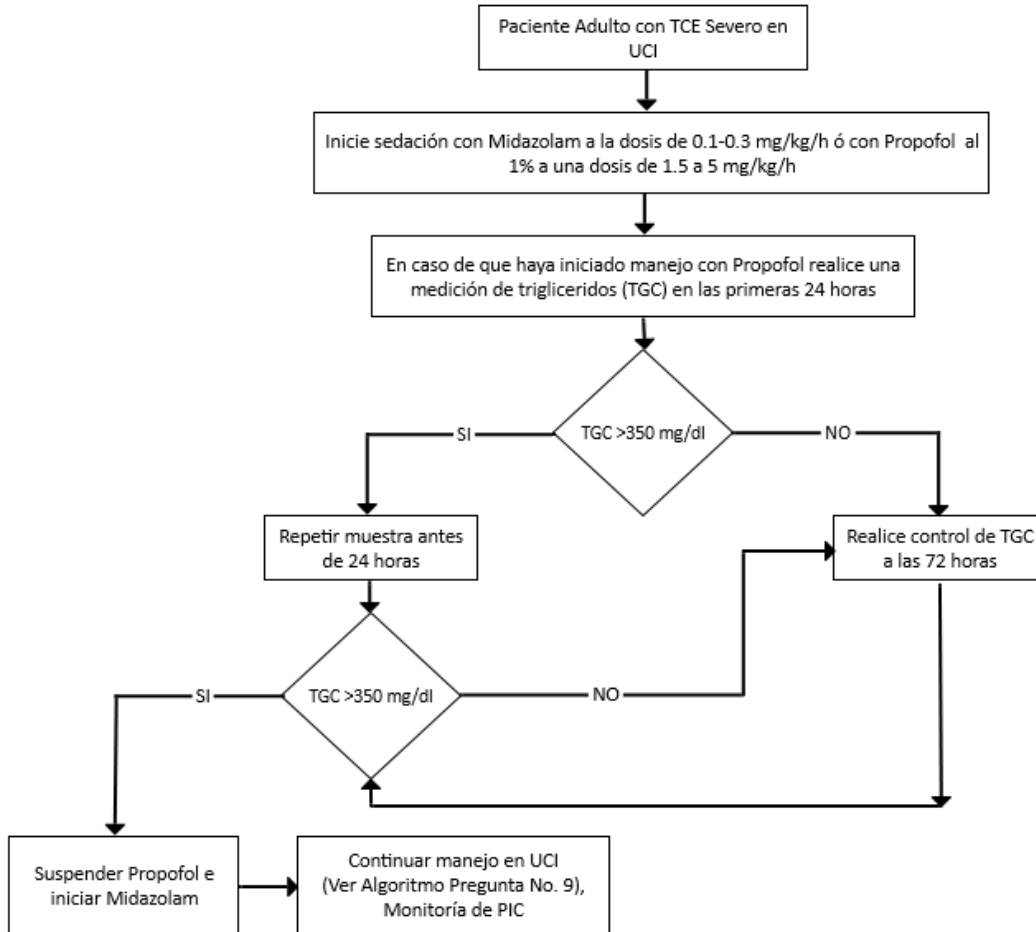 Paciente Adulto con TCE Severo en
UCI
Inicie sedación con Midazolam a la dosis de 0.1-0.3 mg/kg/h ó con Propofol al
1% a una dosis de 1.5 a 5 mg/kg/h
En caso de que haya iniciado manejo con Propofol realice una
medición de trigliceridos (TGC) en las primeras 24 horas
TGC >350 mg/dl
SI
NO
Repetir muestra antes
de 24 horas
Realice control de TGC
a las 72 horas
TGC >350 mg/dl
SI
NO
Suspender Propofol e
iniciar Midazolam
Continuar manejo en UCI
(Ver Algoritmo Pregunta No. 9),
Monitoría de PIC